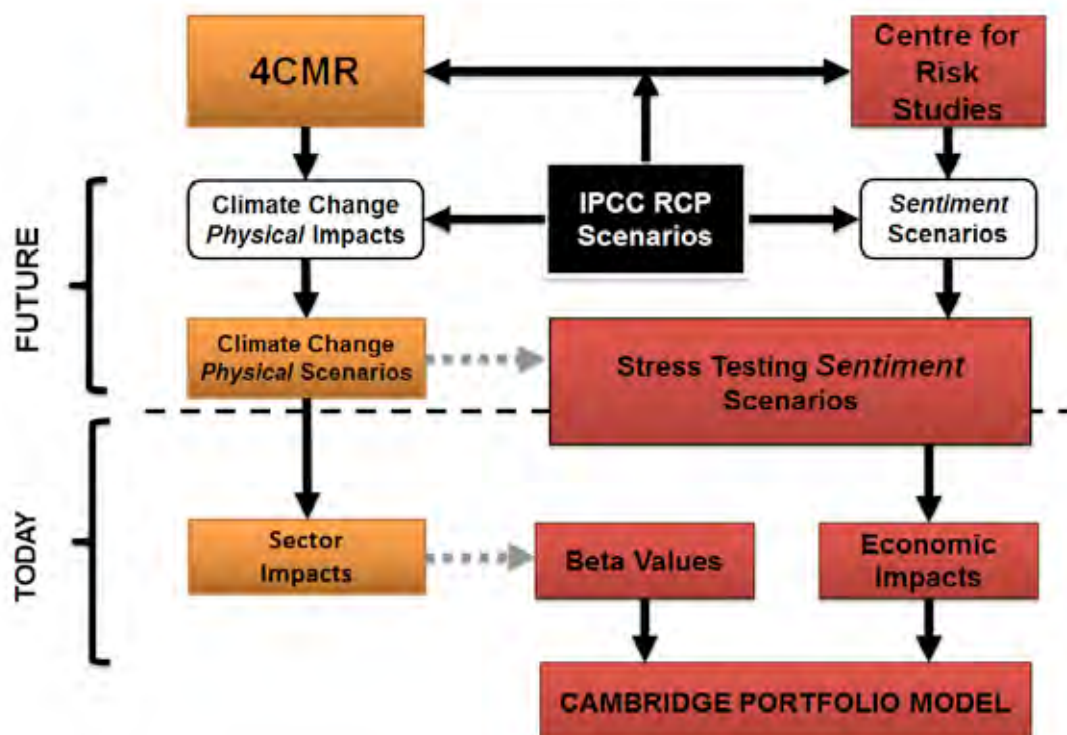 4CMR
Centre for
Risk
Studies
FUTURE
Climate Change
Physical Impacts
IPCC RCP
Scenarios
Sentiment
Scenarios
Climate Change
Physical Scenarios
Stress Testing Sentiment
Scenarios
TODAY
Sector
Impacts
Beta Values
Economic
Impacts
CAMBRIDGE PORTFOLIO MODEL